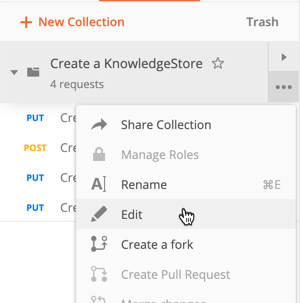 + New Collection Trash
Create a KnowledgeStore
4 requests
PUT Cre
Share Collection
POST Cre
Manage Roles
PUT Cre
Rename ⌘E
PUT Cre
Edit
Create a fork
Create Pull Request